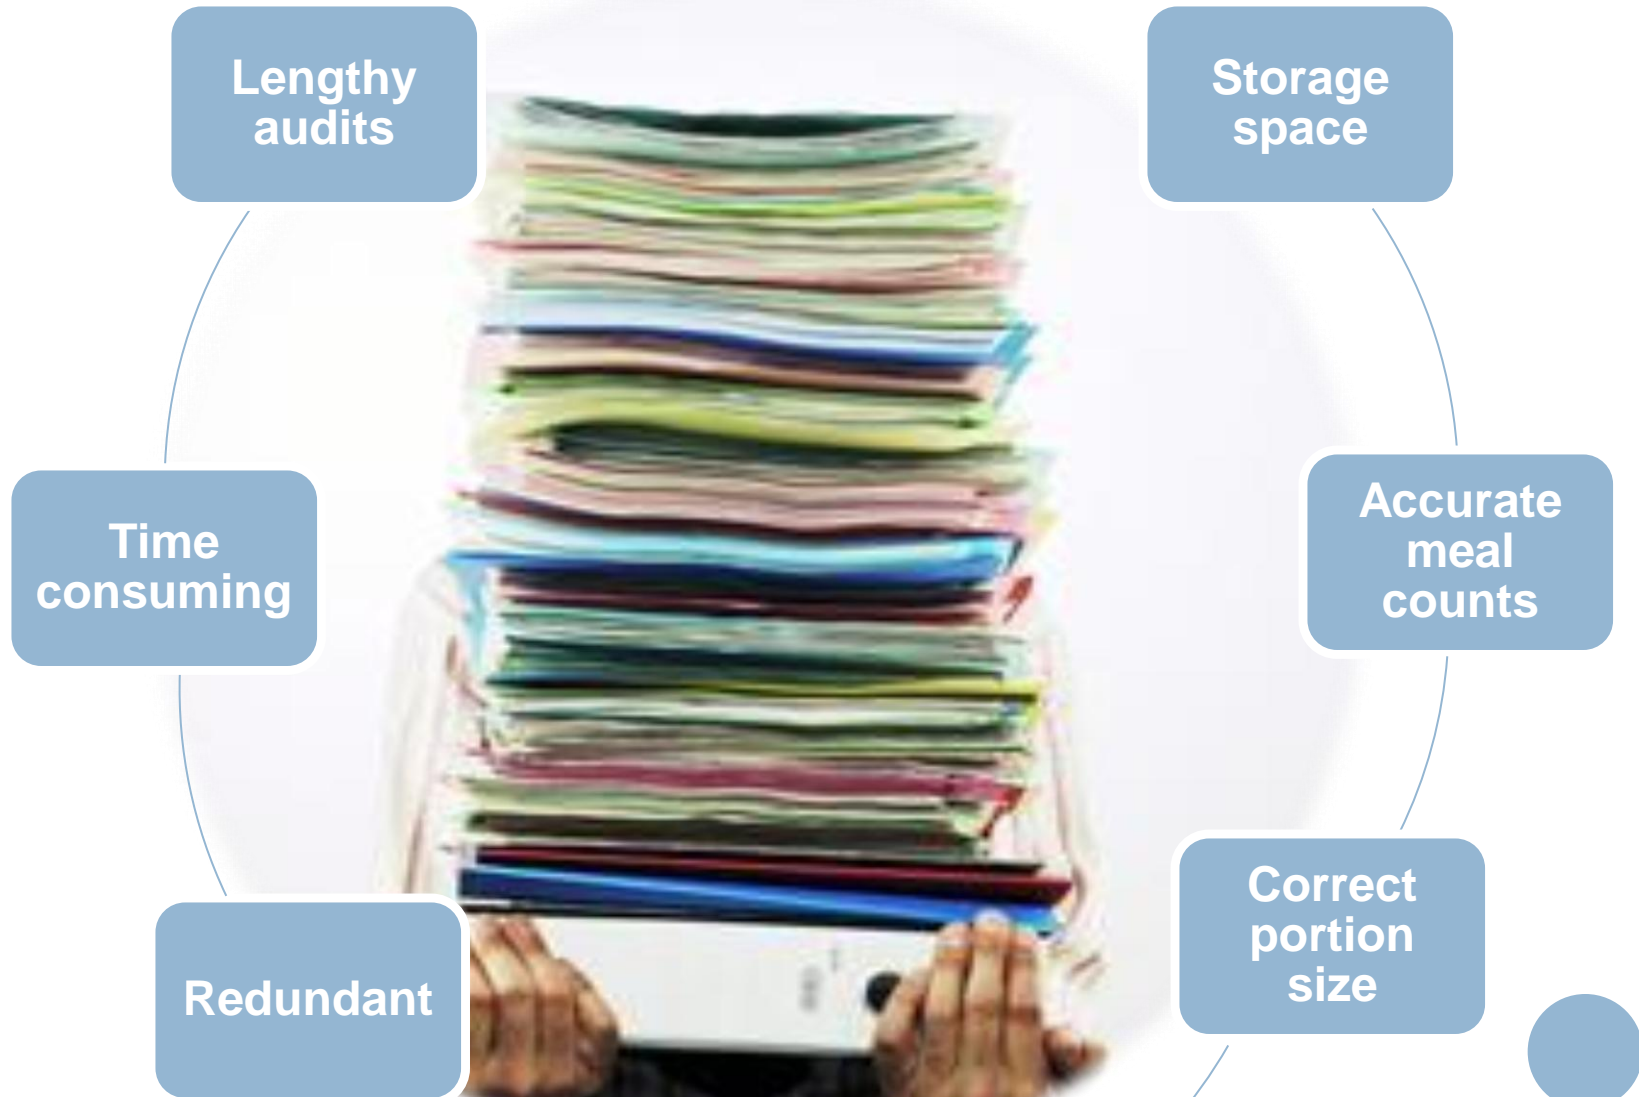 Lengthy
audits
Storage
space
Time
consuming
Accurate
meal
counts
Redundant
Correct
portion
size